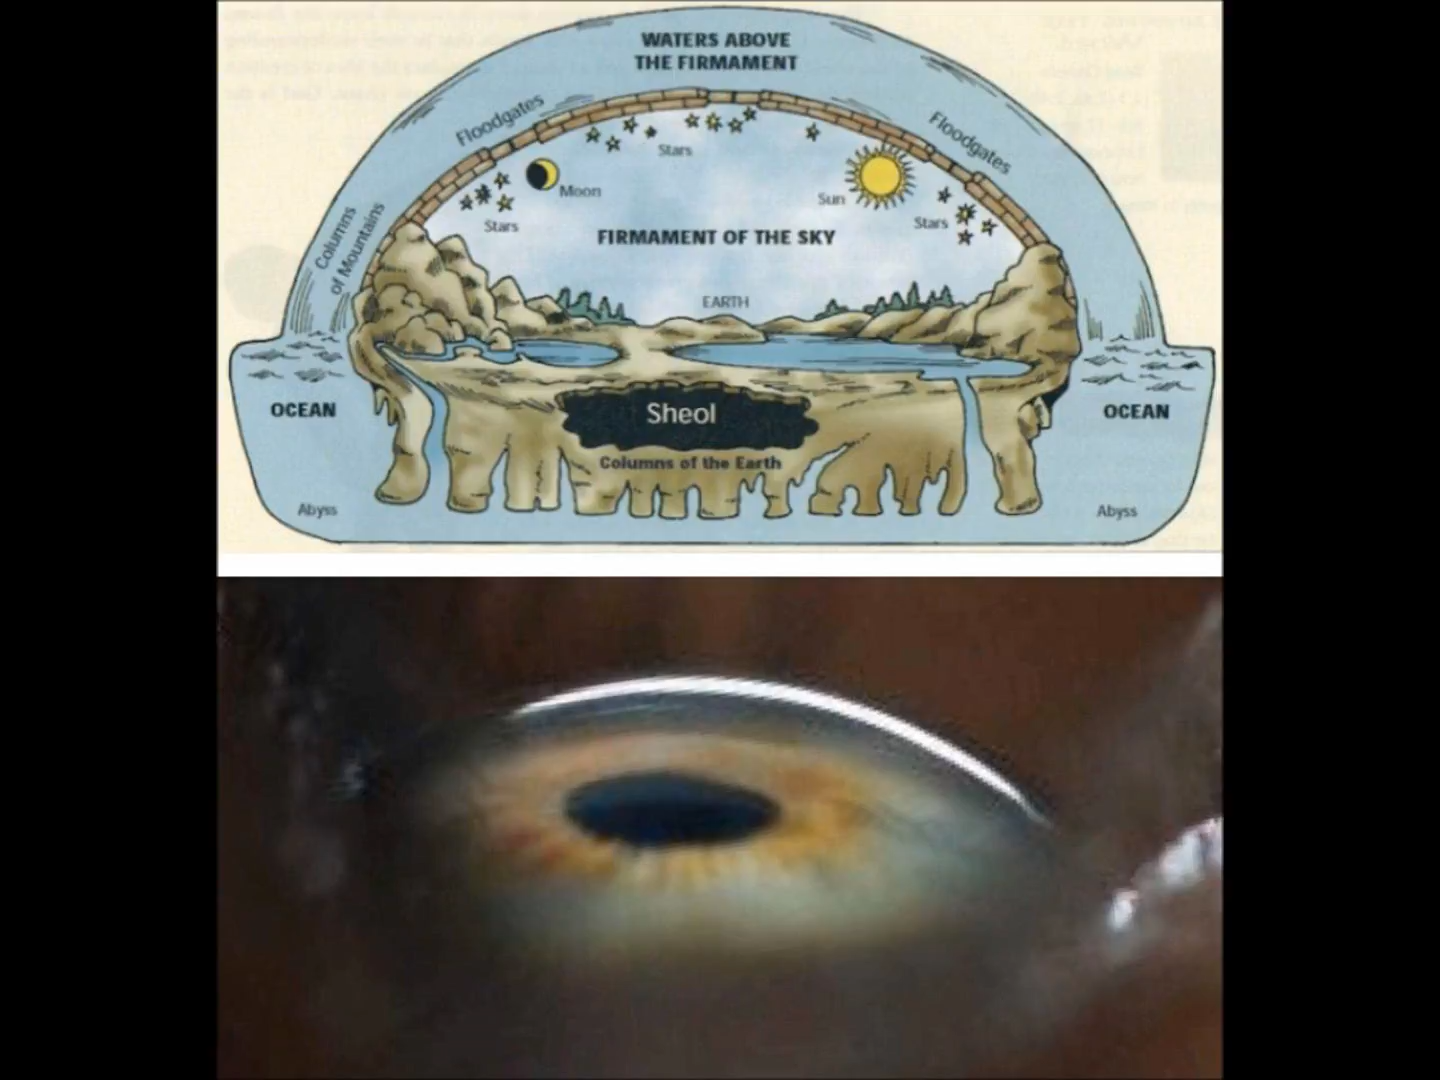 WATERS ABOVE
THE FIRMAMENT
Floodgates
Floodgates
Stars
Moon
Sun
Stars
Stars
Columns
of Mountains
FIRMAMENT OF THE SKY
EARTH
OCEAN
Sheol
OCEAN
Columns of the Earth
Abyss
Abyss